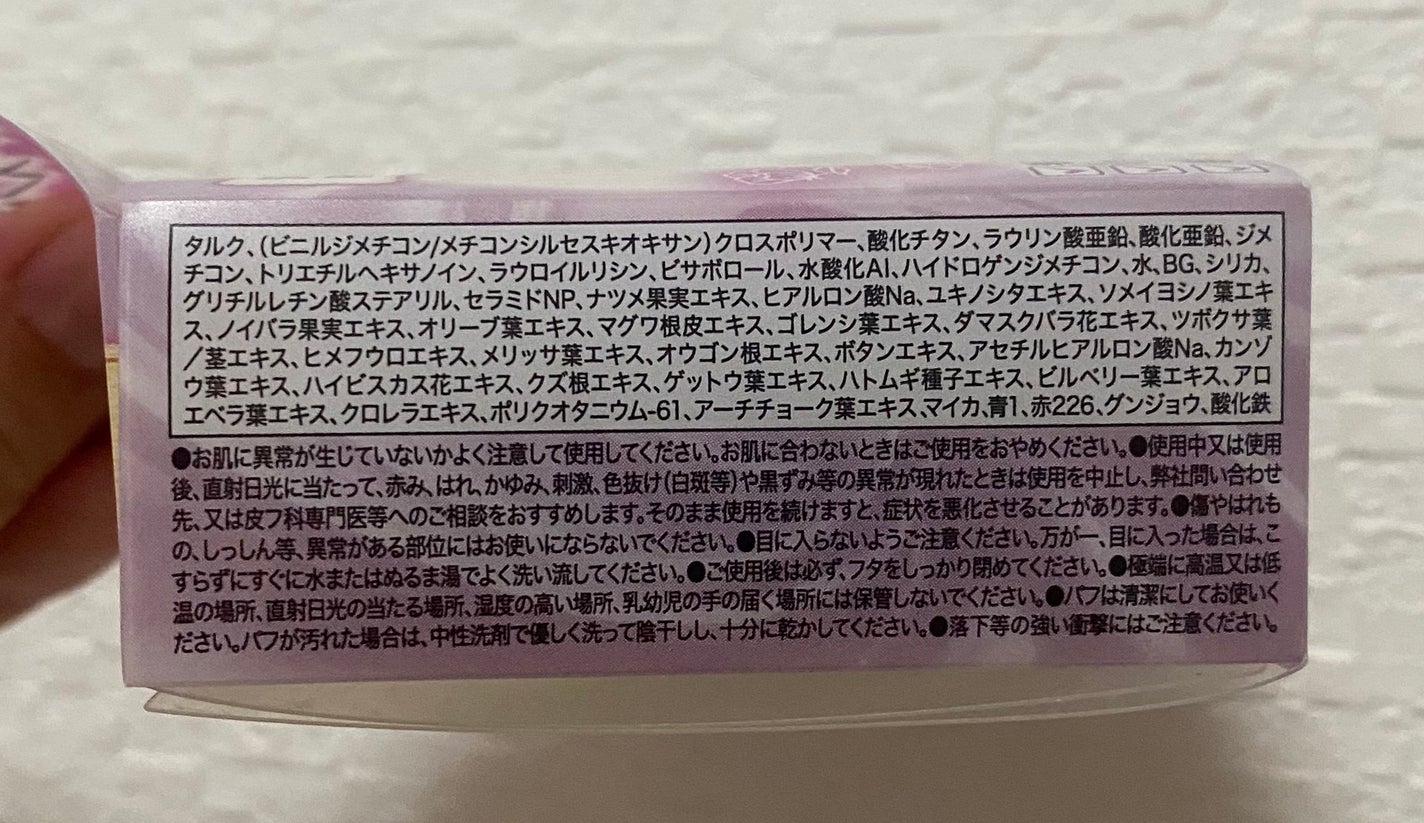 タルク、(ビニルジメチコン/メチコンシルセスキオキサン)クロスポリマー、酸化チタン、ラウリン酸亜鉛、酸化亜鉛、ジメ
チコン、トリエチルヘキサノイン、ラウロイルリシン、ビサボロール、水酸化Al、ハイドロゲンジメチコン、水、BG、シリカ、
グリチルレチン酸ステアリル、セラミドNP、ナツメ果実エキス、ヒアルロン酸Na、ユキノシタエキス、ソメイヨシノ葉エキ
ス、ノイバラ果実エキス、オリーブ葉エキス、マグワ根皮エキス、ゴレンシ葉エキス、ダマスクバラ花エキス、ツボクサ葉
/茎エキス、ヒメフウロエキス、メリッサ葉エキス、オウゴン根エキス、ボタンエキス、アセチルヒアルロン酸Na、カンゾ
ウ葉エキス、ハイビスカス花エキス、クズ根エキス、ゲットウ葉エキス、ハトムギ種子エキス、ビルベリー葉エキス、アロ
エベラ葉エキス、クロレラエキス、ポリクオタニウム-61、アーチチョーク葉エキス、マイカ、青1、赤226、グンジョウ、酸化鉄
●お肌に異常が生じていないかよく注意して使用してください。お肌に合わないときはご使用をおやめください。●使用中又は使用
後、直射日光に当たって、赤み、はれ、かゆみ、刺激、色抜け(白斑等)や黒ずみ等の異常が現れたときは使用を中止し、弊社問い合わせ
先、又は皮フ科専門医等へのご相談をおすすめします。そのまま使用を続けますと、症状を悪化させることがあります。●傷やはれも
の、しっしん等、異常がある部位にはお使いにならないでください。●目に入らないようご注意ください。万が一、目に入った場合は、こ
すらずにすぐに水またはぬるま湯でよく洗い流してください。●ご使用後は必ず、フタをしっかり閉めてください。●極端に高温又は低
温の場所、直射日光の当たる場所、湿度の高い場所、乳幼児の手の届く場所には保管しないでください。●パフは清潔にしてお使いく
ださい。パフが汚れた場合は、中性洗剤で優しく洗って陰干しし、十分に乾かしてください。●落下等の強い衝撃にはご注意ください。